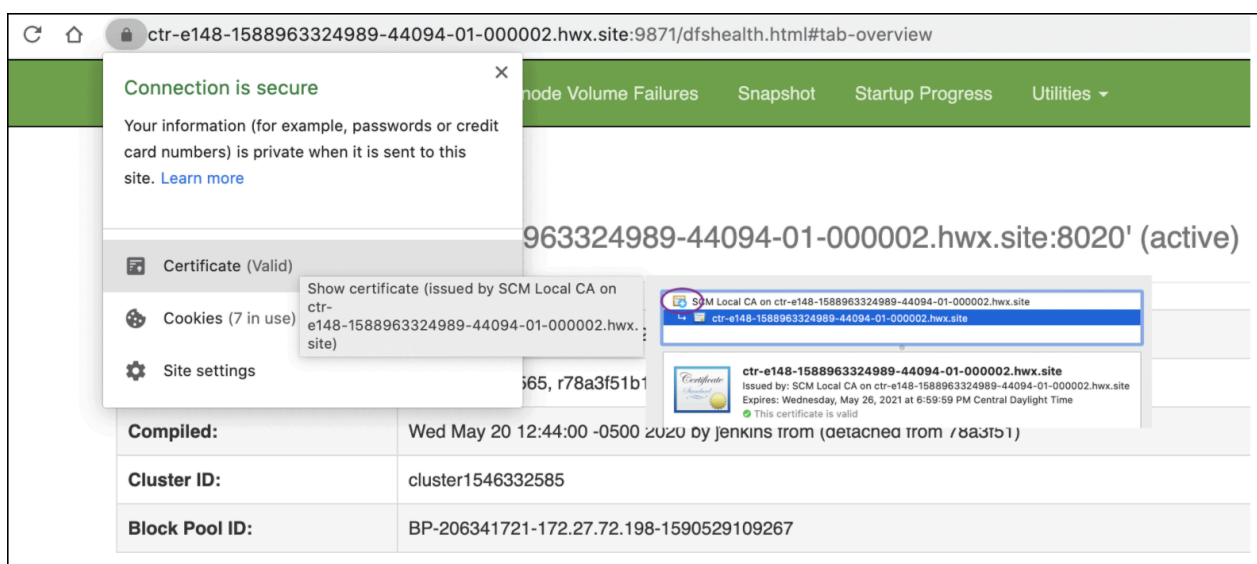 ctr-e148-1588963324989-44094-01-000002.hwx.site:9871/dfshealth.html#tab-overview
Connection is secure
Your information (for example, passwords or credit
card numbers) is private when it is sent to this
site. Learn more
Certificate (Valid)
Cookies (7 in use)
Site settings
Show certificate (issued by SCM Local CA on
ctr-
e148-1588963324989-44094-01-000002.hwx.
site)
node Volume Failures Snapshot Startup Progress Utilities
963324989-44094-01-000002.hwx.site:8020' (active)
SCM Local CA on ctr-e148-1588963324989-44094-01-000002.hwx.site
ctr-e148-1588963324989-44094-01-000002.hwx.site
Certificate
Standard
ctr-e148-1588963324989-44094-01-000002.hwx.site
Issued by: SCM Local CA on ctr-e148-1588963324989-44094-01-000002.hwx.site
Expires: Wednesday, May 26, 2021 at 6:59:59 PM Central Daylight Time
This certificate is valid
565, r78a3f51b1
Compiled: Wed May 20 12:44:00 -0500 2020 by jenkins from (detached from 78a3f51)
Cluster ID: cluster1546332585
Block Pool ID: BP-206341721-172.27.72.198-1590529109267